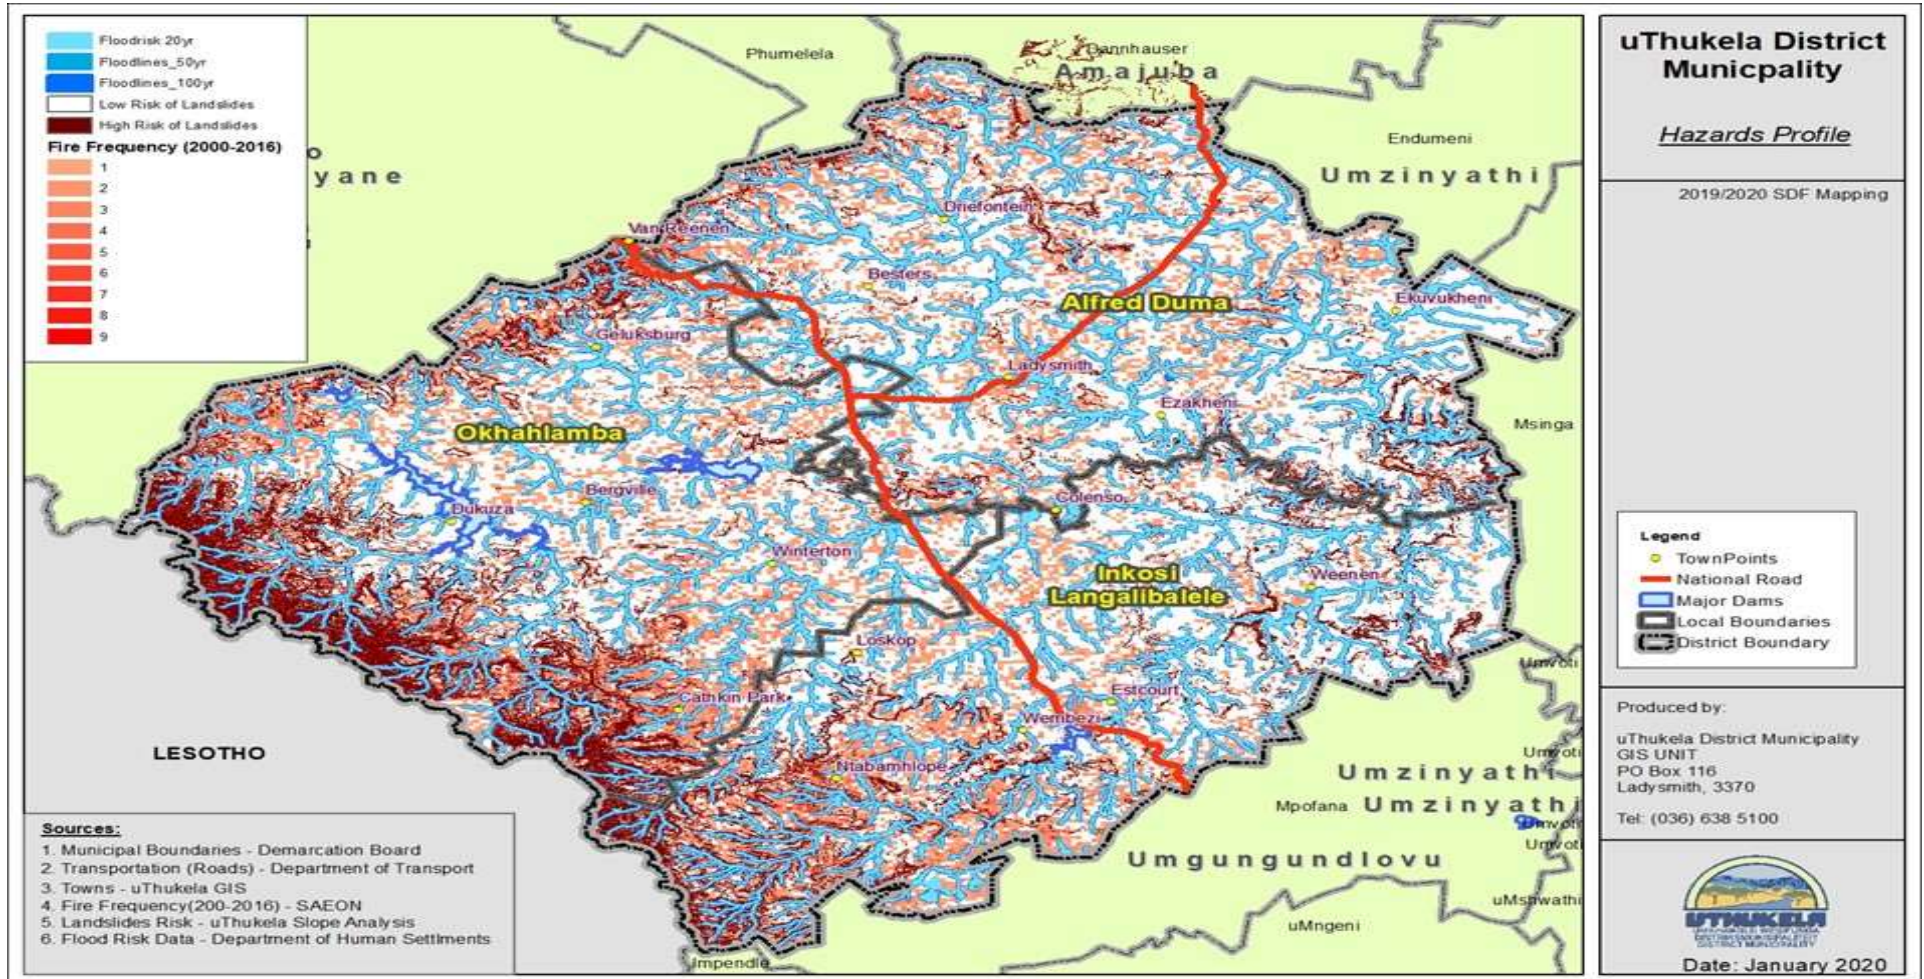 Floodrisk 20yr
Floodlines_50yr
Floodlines_100yr
Low Risk of Landslides
High Risk of Landslides
Fire Frequency (2000-2016)
1
2
3
4
5
6
7
8
9
o
yane
Phumelela
Dannhauser
Amajuba
Endumeni
Umzinyathi
Driefontein
Van Reenen
Besters
Ekuvukheni
Alfred Duma
Geluksburg
Ladysmith
Ezakheni
Msinga
Okhahlamba
Bergville
Colenso
Dukuza
Winterton
Inkosi
Langalibalele
Weenen
Loskop
Umvoti
Cathkin Park
Estcourt
Wembezi
LESOTHO
Umvoti
Ntabamhlope
Umzinyathi
Mpofana
Umzinyathi
Umvoti
Umvoti
Umgungundlovu
uMshwathi
uMngeni
Impendle
Sources:
1. Municipal Boundaries - Demarcation Board
2. Transportation (Roads) - Department of Transport
3. Towns - uThukela GIS
4. Fire Frequency(200-2016) - SAEON
5. Landslides Risk - uThukela Slope Analysis
6. Flood Risk Data - Department of Human Settlments
uThukela District
Municpality
Hazards Profile
2019/2020 SDF Mapping
Legend
TownPoints
National Road
Major Dams
Local Boundaries
District Boundary
Produced by:
uThukela District Municipality
GIS UNIT
PO Box 116
Ladysmith, 3370
Tel: (036) 638 5100
UTHUKELA
DISTRICT MUNICIPALITY
Date: January 2020